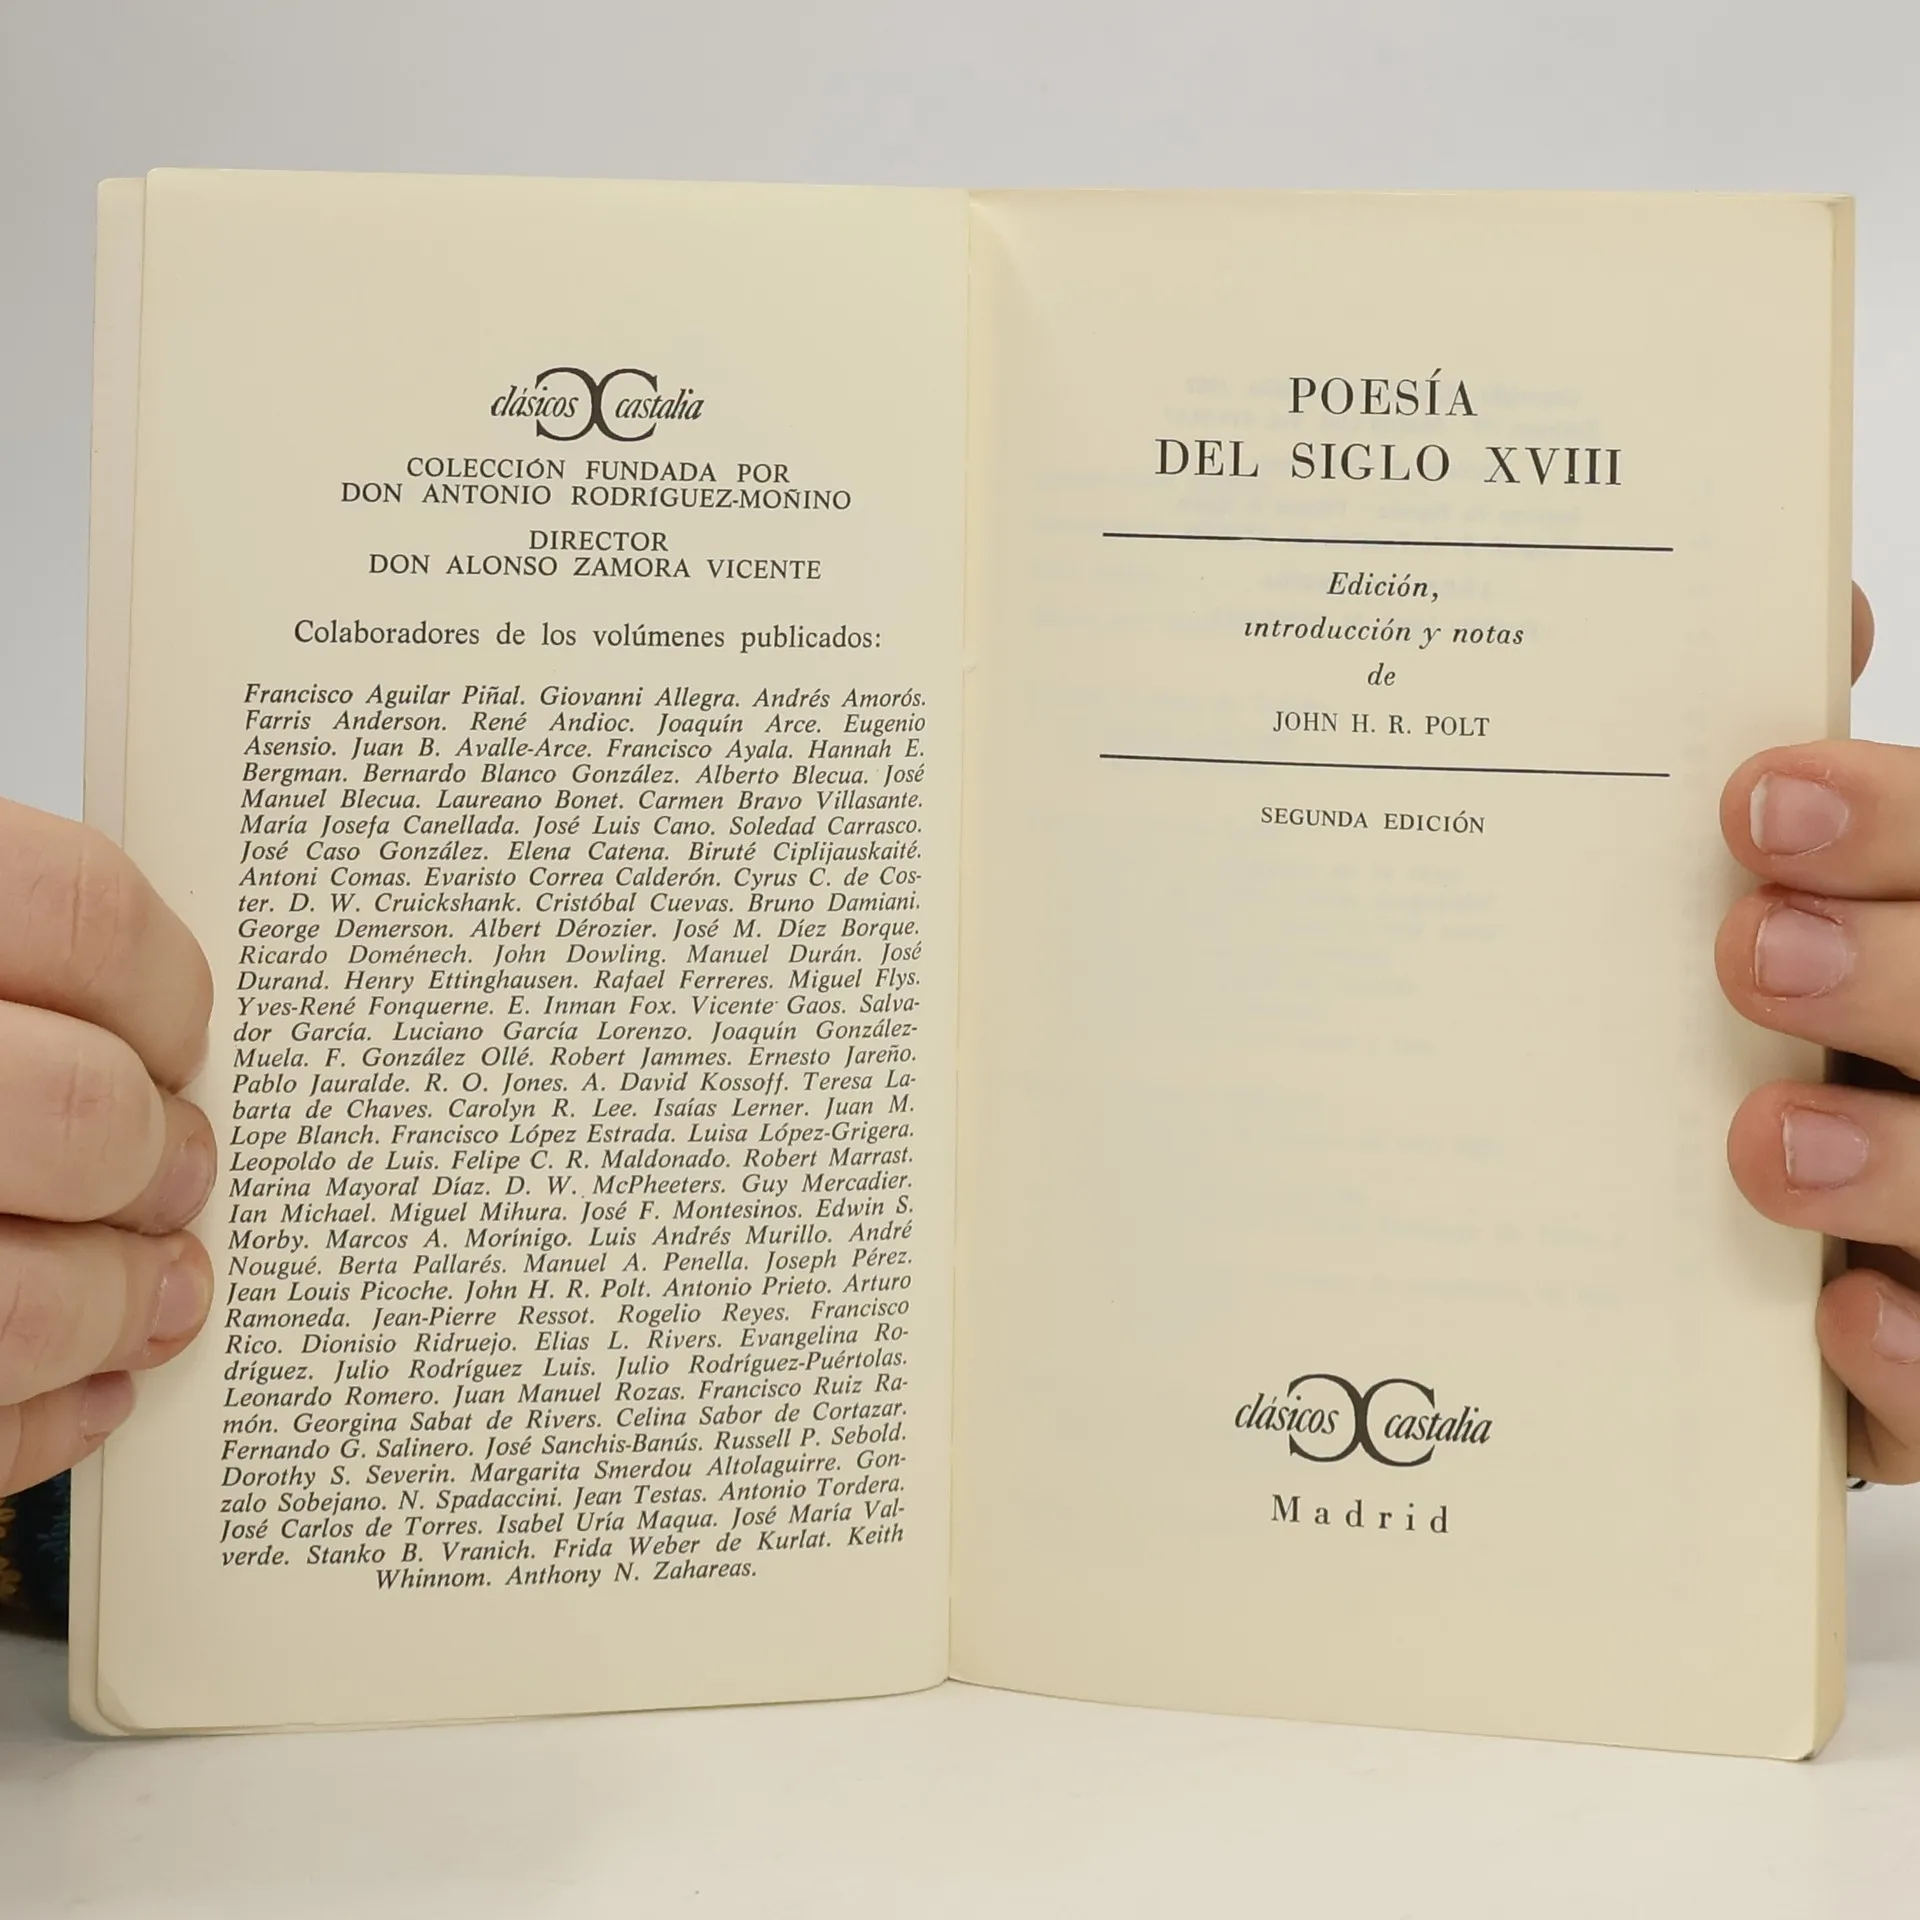 clásicos castalia
COLECCIÓN FUNDADA POR
DON ANTONIO RODRÍGUEZ-MOÑINO
DIRECTOR
DON ALONSO ZAMORA VICENTE
Colaboradores de los volúmenes publicados:
Francisco Aguilar Piñal. Giovanni Allegra. Andrés Amorós.
Farris Anderson. René Andioc. Joaquín Arce. Eugenio
Asensio. Juan B. Avalle-Arce. Francisco Ayala. Hannah E.
Bergman. Bernardo Blanco González. Alberto Blecua. José
Manuel Blecua. Laureano Bonet. Carmen Bravo Villasante.
María Josefa Canellada. José Luis Cano. Soledad Carrasco.
José Caso González. Elena Catena. Biruté Ciplijauskaité.
Antoni Comas. Evaristo Correa Calderón. Cyrus C. de Cos-
ter. D. W. Cruickshank. Cristóbal Cuevas. Bruno Damiani.
George Demerson. Albert Dérozier. José M. Díez Borque.
Ricardo Doménech. John Dowling. Manuel Durán. José
Durand. Henry Ettinghausen. Rafael Ferreres. Miguel Flys.
Yves-René Fonquerne. E. Inman Fox. Vicente Gaos. Salva-
dor García. Luciano García Lorenzo. Joaquín González-
Muela. F. González Ollé. Robert Jammes. Ernesto Jareño.
Pablo Jauralde. R. O. Jones. A. David Kossoff. Teresa La-
barta de Chaves. Carolyn R. Lee. Isaías Lerner. Juan M.
Lope Blanch. Francisco López Estrada. Luisa López-Grigera.
Leopoldo de Luis. Felipe C. R. Maldonado. Robert Marrast.
Marina Mayoral Díaz. D. W. McPheeters. Guy Mercadier.
Ian Michael. Miguel Mihura. José F. Montesinos. Edwin S.
Morby. Marcos A. Morínigo. Luis Andrés Murillo. André
Nougué. Berta Pallarés. Manuel A. Penella. Joseph Pérez.
Jean Louis Picoche. John H. R. Polt. Antonio Prieto. Arturo
Ramoneda. Jean-Pierre Ressot. Rogelio Reyes. Francisco
Rico. Dionisio Ridruejo. Elias L. Rivers. Evangelina Ro-
dríguez. Julio Rodríguez Luis. Julio Rodríguez-Puértolas.
Leonardo Romero. Juan Manuel Rozas. Francisco Ruiz Ra-
món. Georgina Sabat de Rivers. Celina Sabor de Cortazar.
Fernando G. Salinero. José Sanchis-Banús. Russell P. Sebold.
Dorothy S. Severin. Margarita Smerdou Altolaguirre. Gon-
zalo Sobejano. N. Spadaccini. Jean Testas. Antonio Tordera.
José Carlos de Torres. Isabel Uría Maqua. José María Val-
verde. Stanko B. Vranich. Frida Weber de Kurlat. Keith
Whinnom. Anthony N. Zahareas.
POESÍA
DEL SIGLO XVIII
Edición,
introducción y notas
de
JOHN H. R. POLT
SEGUNDA EDICIÓN
clásicos castalia
Madrid